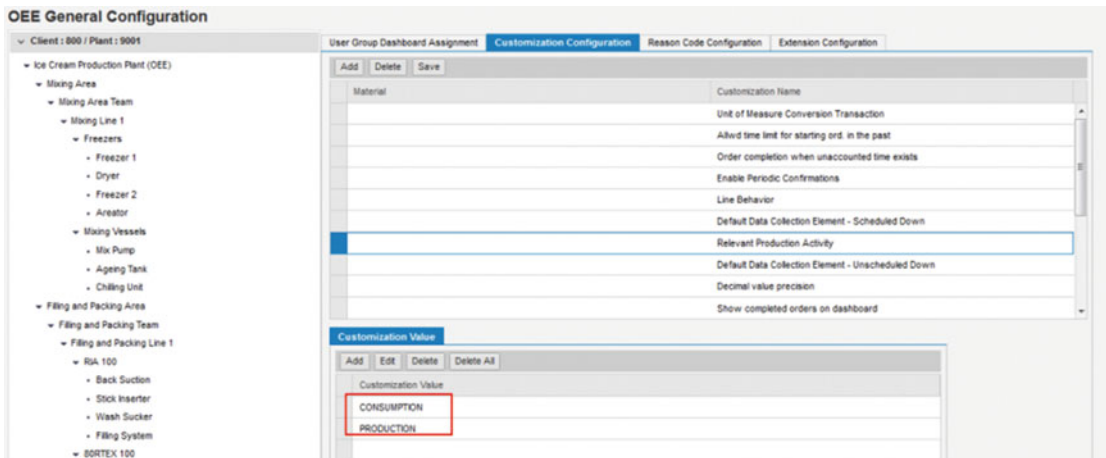 OEE General Configuration
Client : 800 / Plant : 9001
Ice Cream Production Plant (OEE)
Mixing Area
Mixing Area Team
Mixing Line 1
Freezers
Freezer 1
Dryer
Freezer 2
Areator
Mixing Vessels
Mix Pump
Ageing Tank
Chilling Unit
Filling and Packing Area
Filling and Packing Team
Filling and Packing Line 1
RIA 100
Back Suction
Stick Inserter
Wash Sucker
Filling System
80RTEX 100
User Group Dashboard Assignment Customization Configuration Reason Code Configuration Extension Configuration
Add Delete Save
Material Customization Name
Unit of Measure Conversion Transaction
Allwd time limit for starting ord. in the past
Order completion when unaccounted time exists
Enable Periodic Confirmations
Line Behavior
Default Data Collection Element - Scheduled Down
Relevant Production Activity
Default Data Collection Element - Unscheduled Down
Decimal value precision
Show completed orders on dashboard
Customization Value
Add Edit Delete Delete All
Customization Value
CONSUMPTION
PRODUCTION